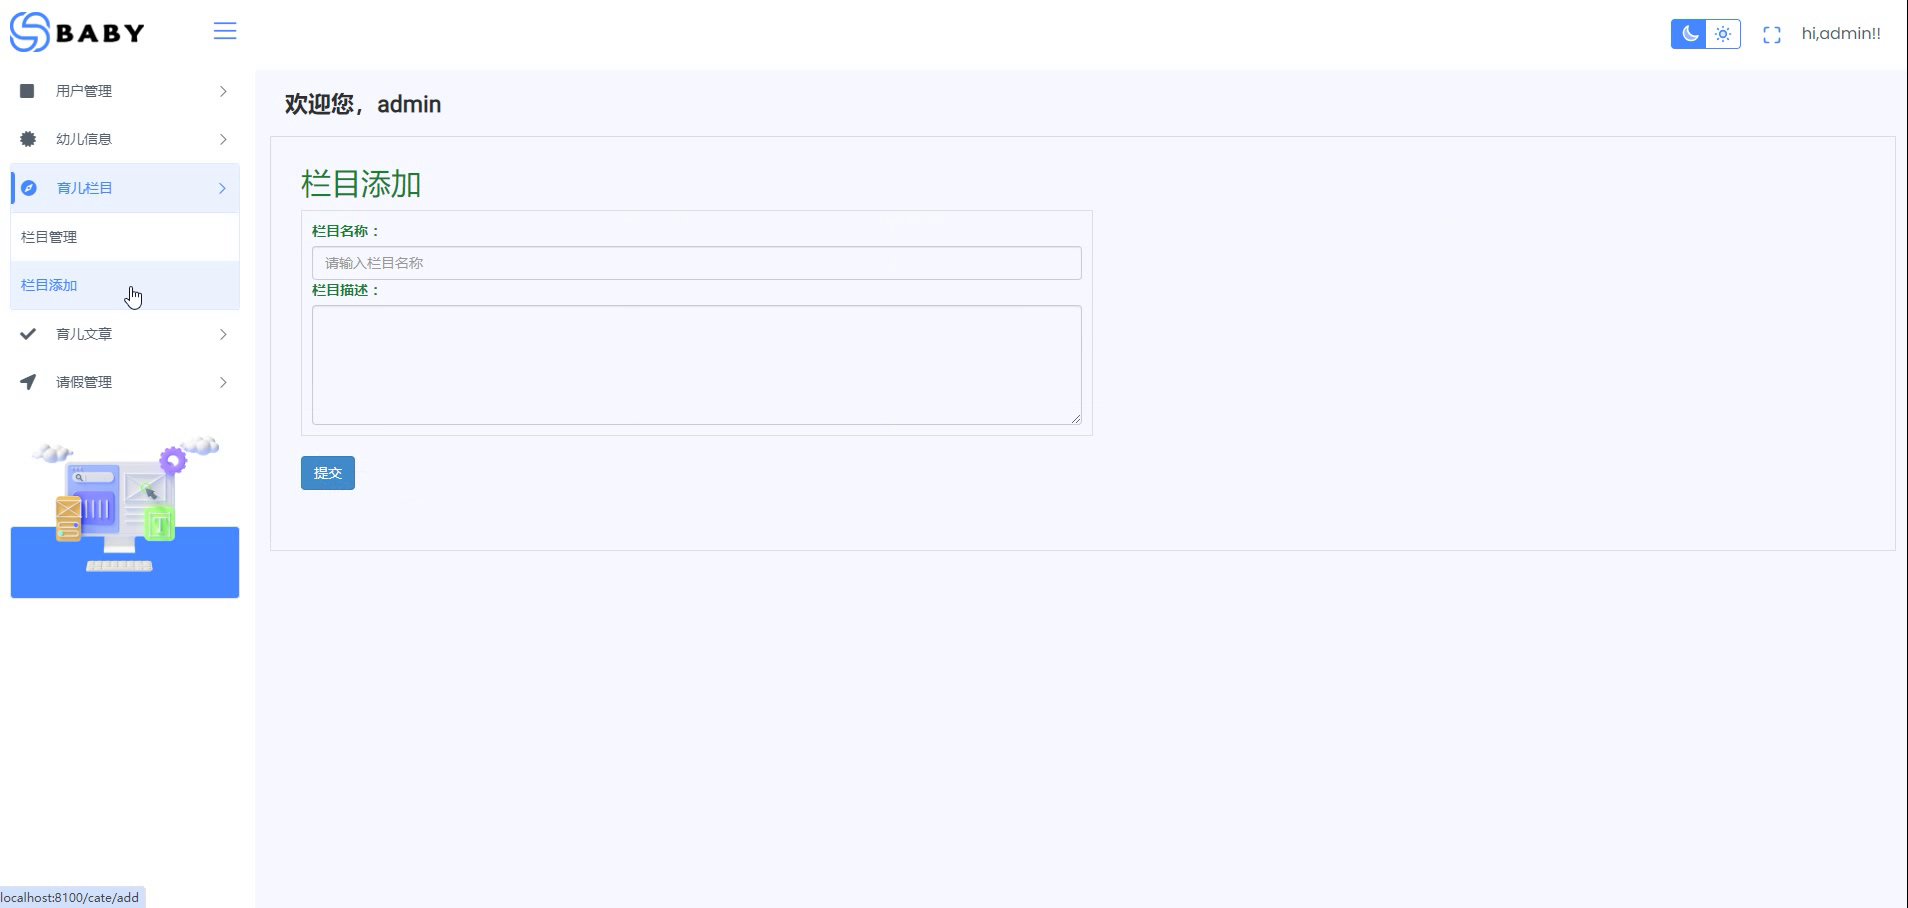 BABY
hi,admin!!
用户管理
幼儿信息
育儿栏目
栏目管理
栏目添加
育儿文章
请假管理
T
欢迎您，admin
栏目添加
栏目名称：
请输入栏目名称
栏目描述：
提交
localhost:8100/cate/add